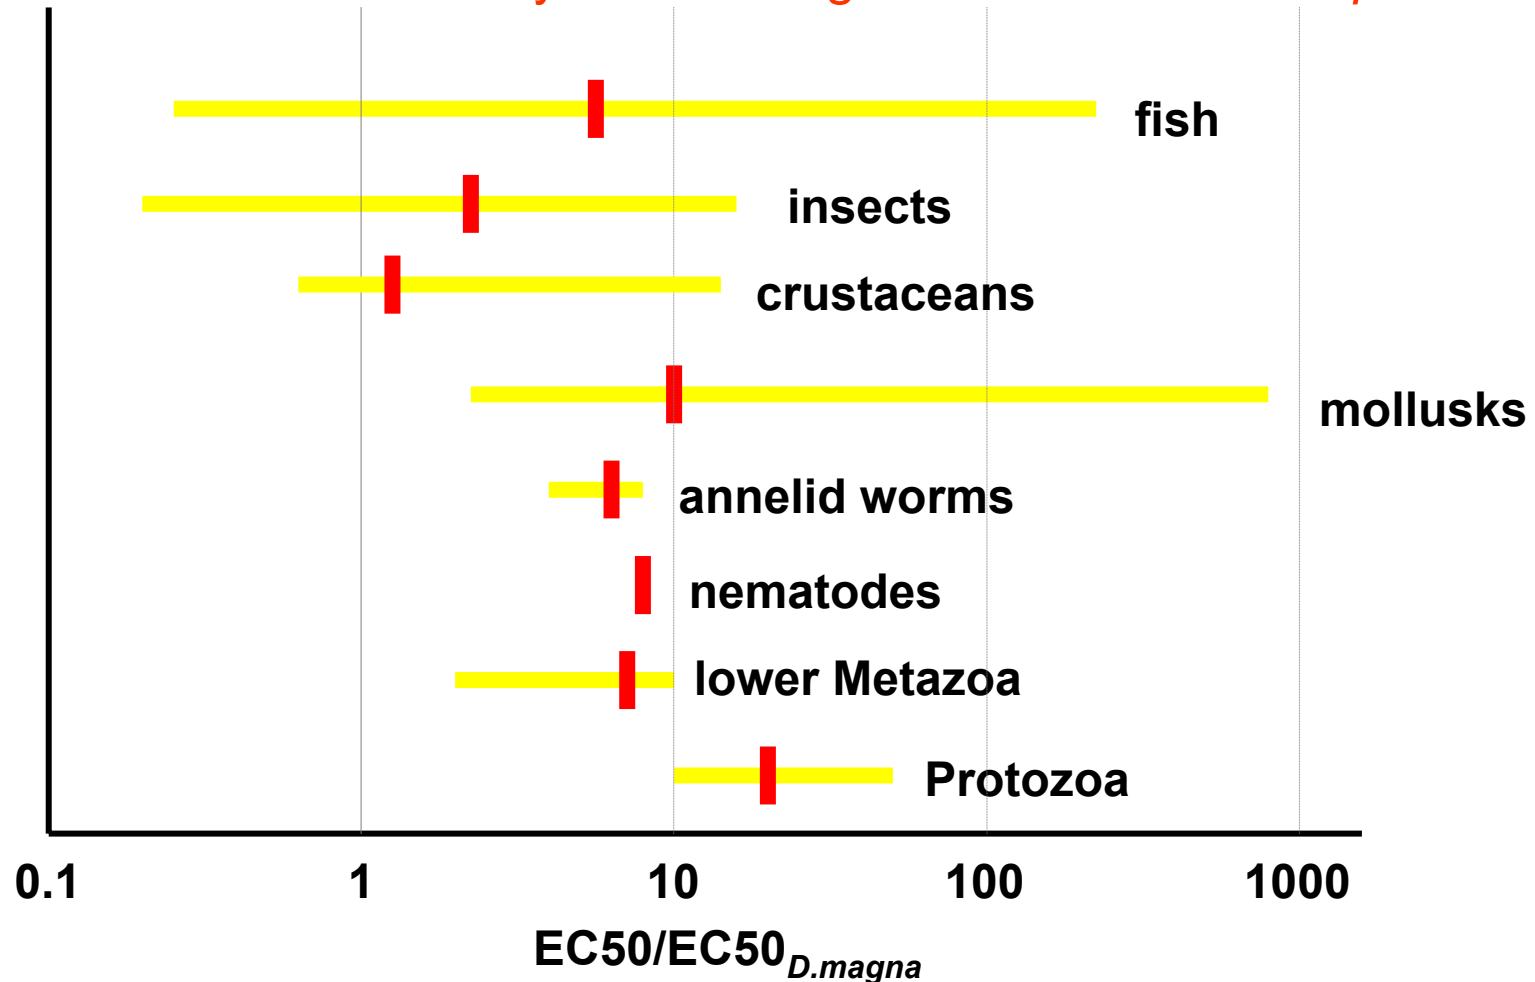 fish
insects
crustaceans
mollusks
annelid worms
nematodes
lower Metazoa
Protozoa
0.1 1 10 100 1000
EC50/EC50D.magna